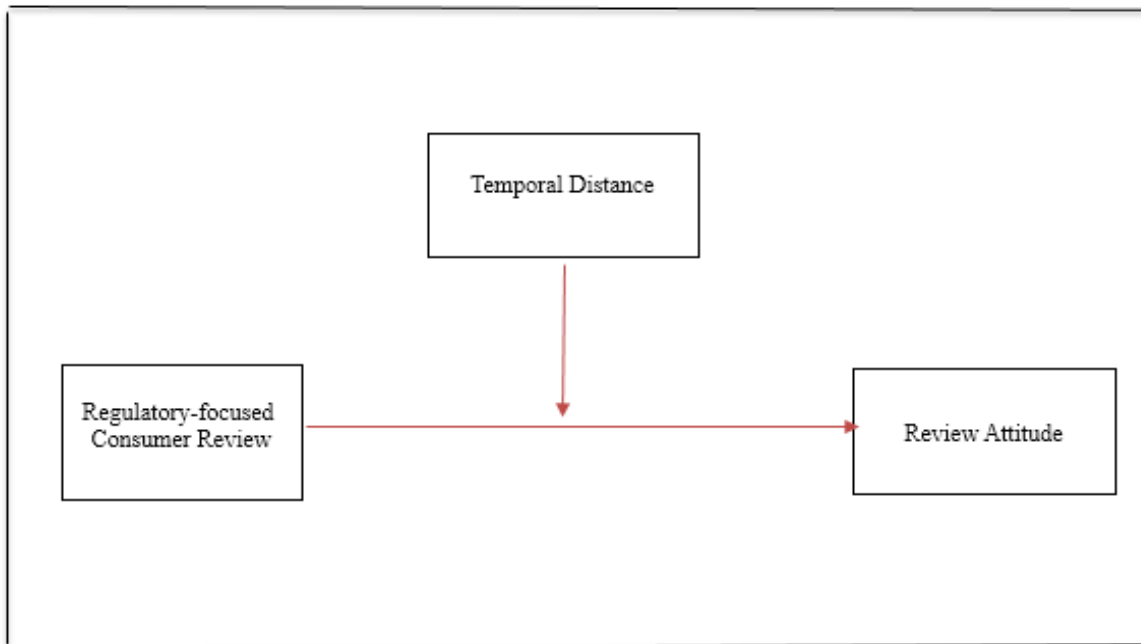 Temporal Distance
Regulatory-focused
Consumer Review
Review Attitude